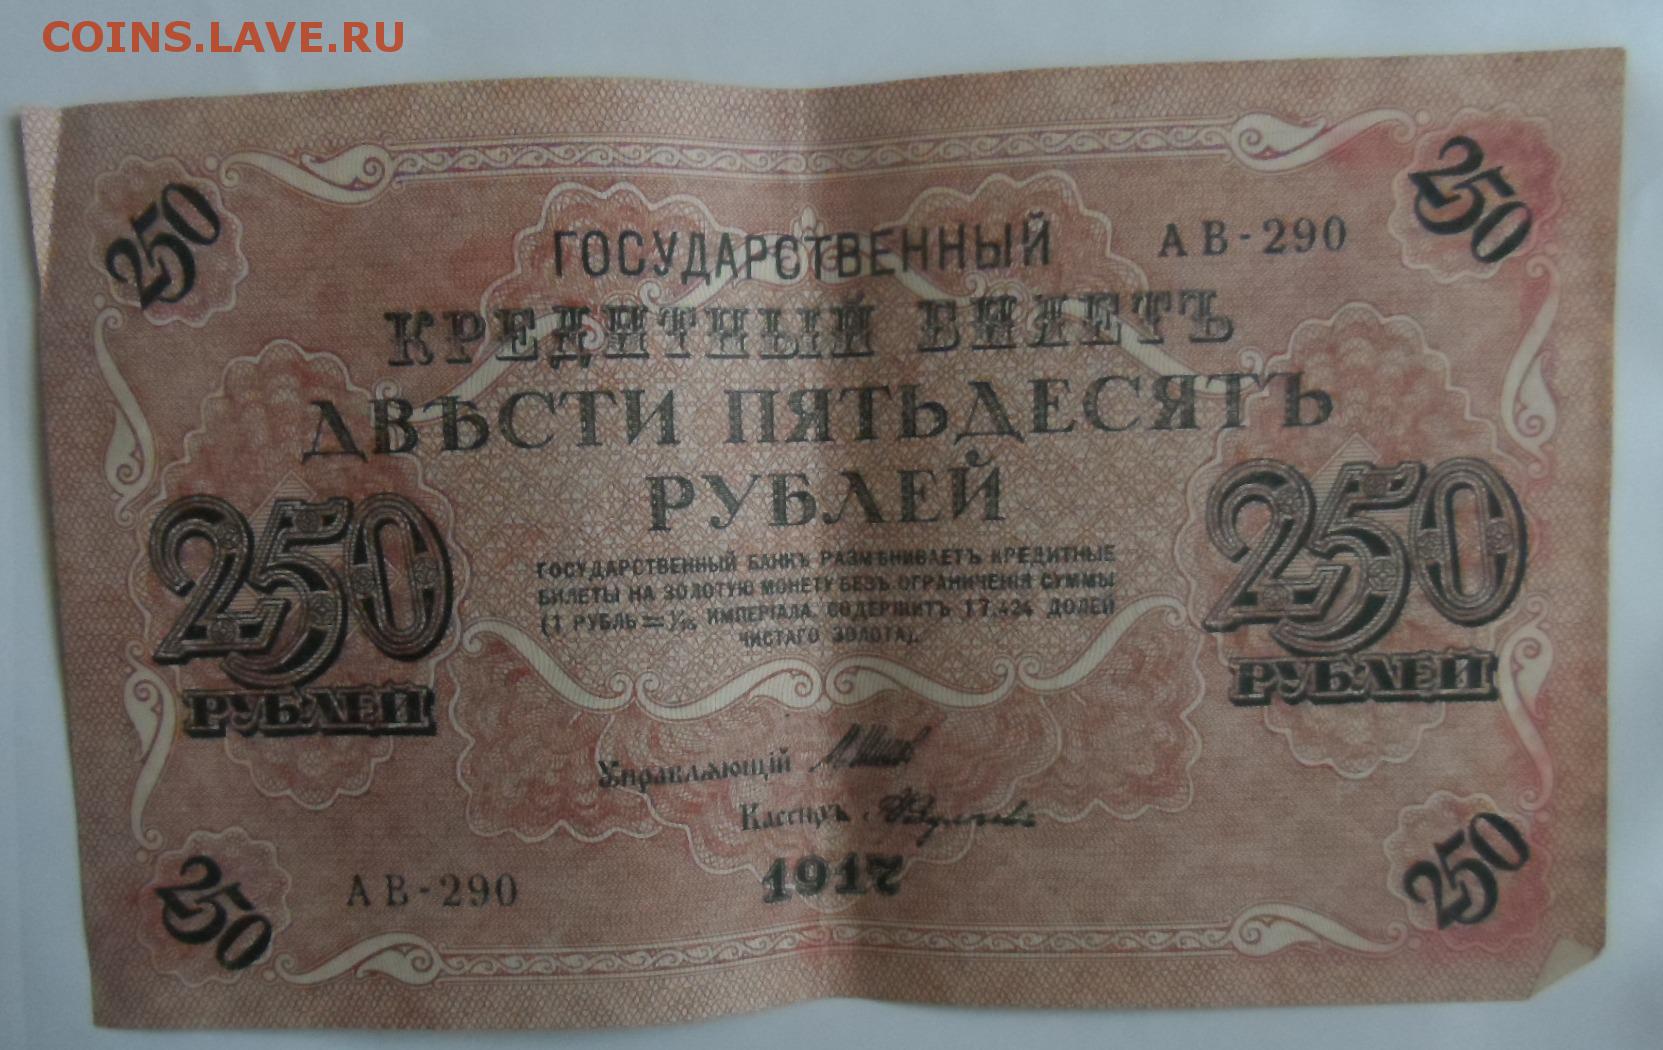 COINS.LAVE.RU
250
250
ГОСУДАРСТВЕННЫЙ
АВ-290
КРЕДИТНЫЙ БИЛЕТЪ
ДВѢСТИ ПЯТЬДЕСЯТЪ
РУБЛЕЙ
250
РУБЛЕЙ
250
РУБЛЕЙ
ГОСУДАРСТВЕННЫЙ БАНКЪ РАЗМѢНИВАЕТЪ КРЕДИТНЫЕ
БИЛЕТЫ НА ЗОЛОТУЮ МОНЕТУ БЕЗЪ ОГРАНИЧЕНІЯ СУММЫ
(1 РУБЛЬ = 1/15 ИМПЕРІАЛА, СОДЕРЖИТЪ 17,424 ДОЛЕЙ
ЧИСТАГО ЗОЛОТА).
Управляющій
Кассиръ
1917
АВ-290
250
250